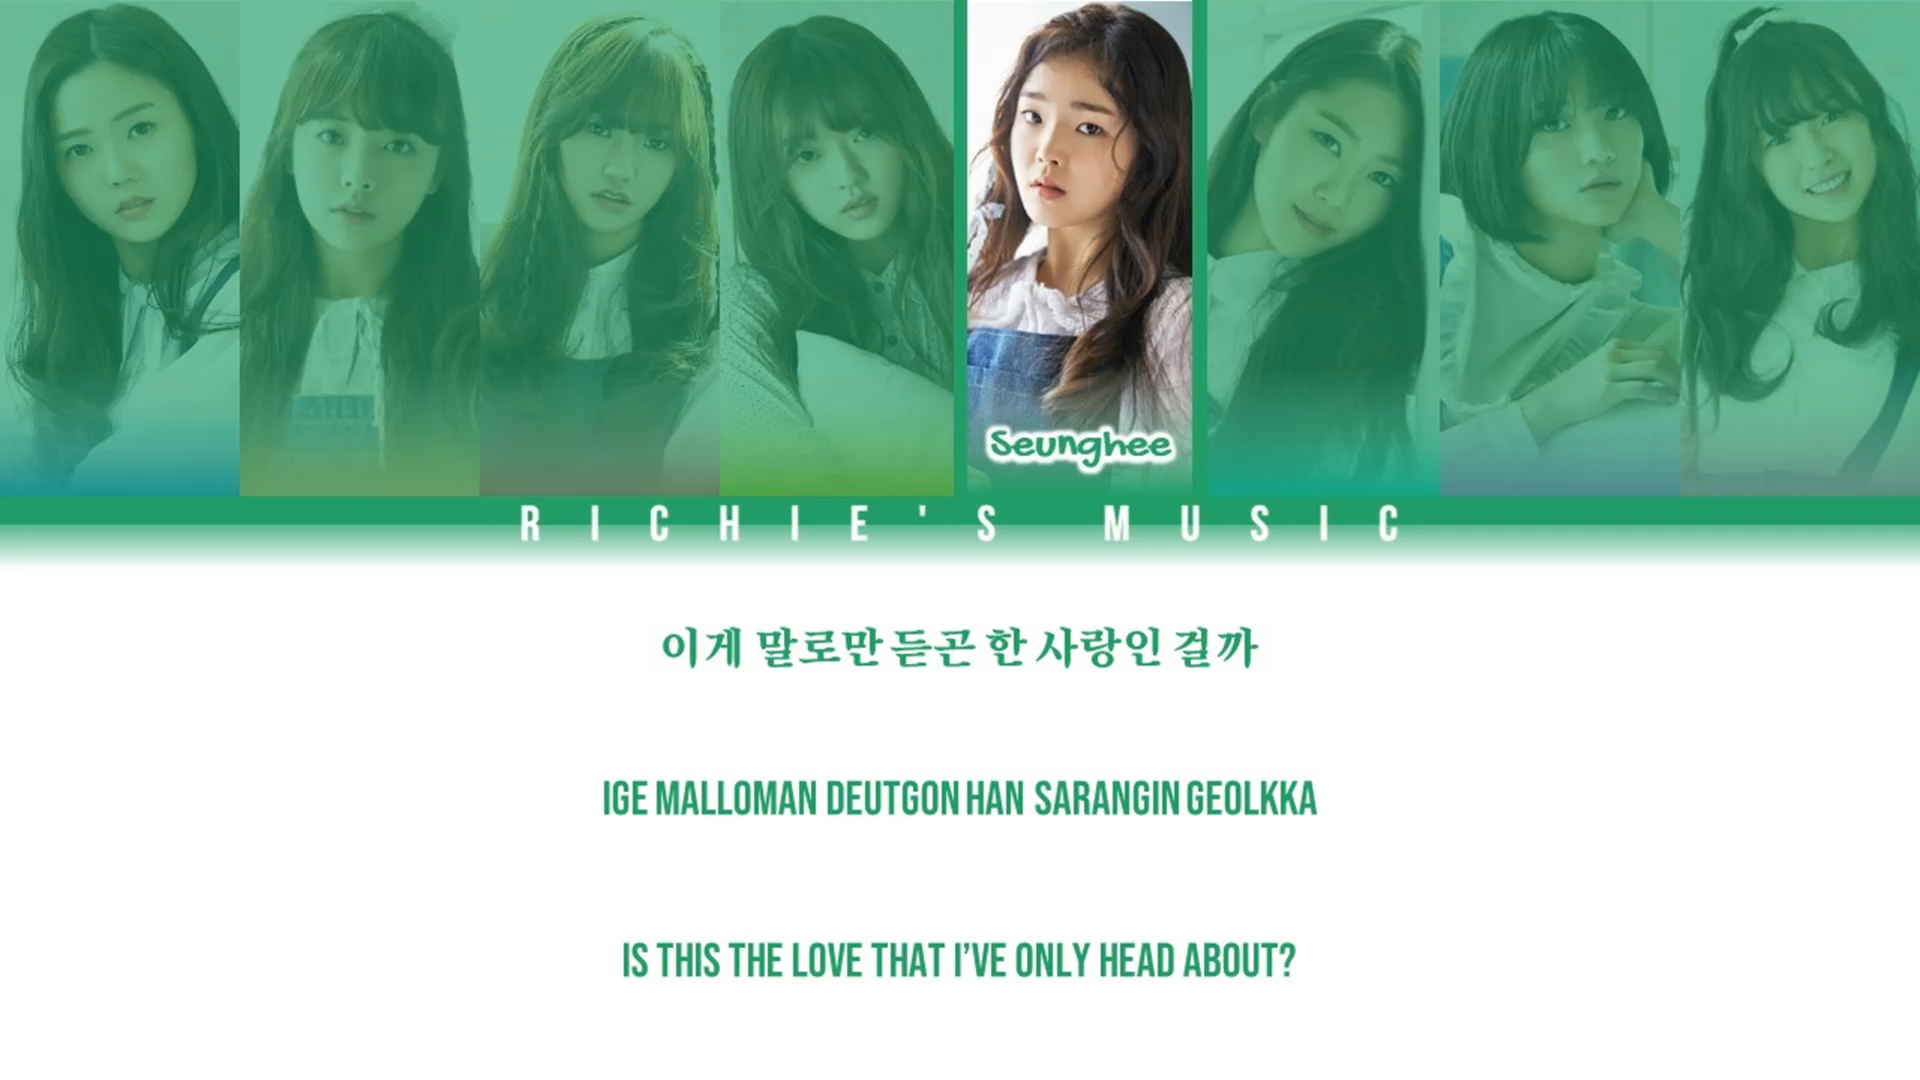 Seunghee
RICHIE'S MUSIC
이게 말로만 듣곤 한 사랑인 걸까
IGE MALLOMAN DEUTGON HAN SARANGIN GEOLKKA
IS THIS THE LOVE THAT I'VE ONLY HEAD ABOUT?